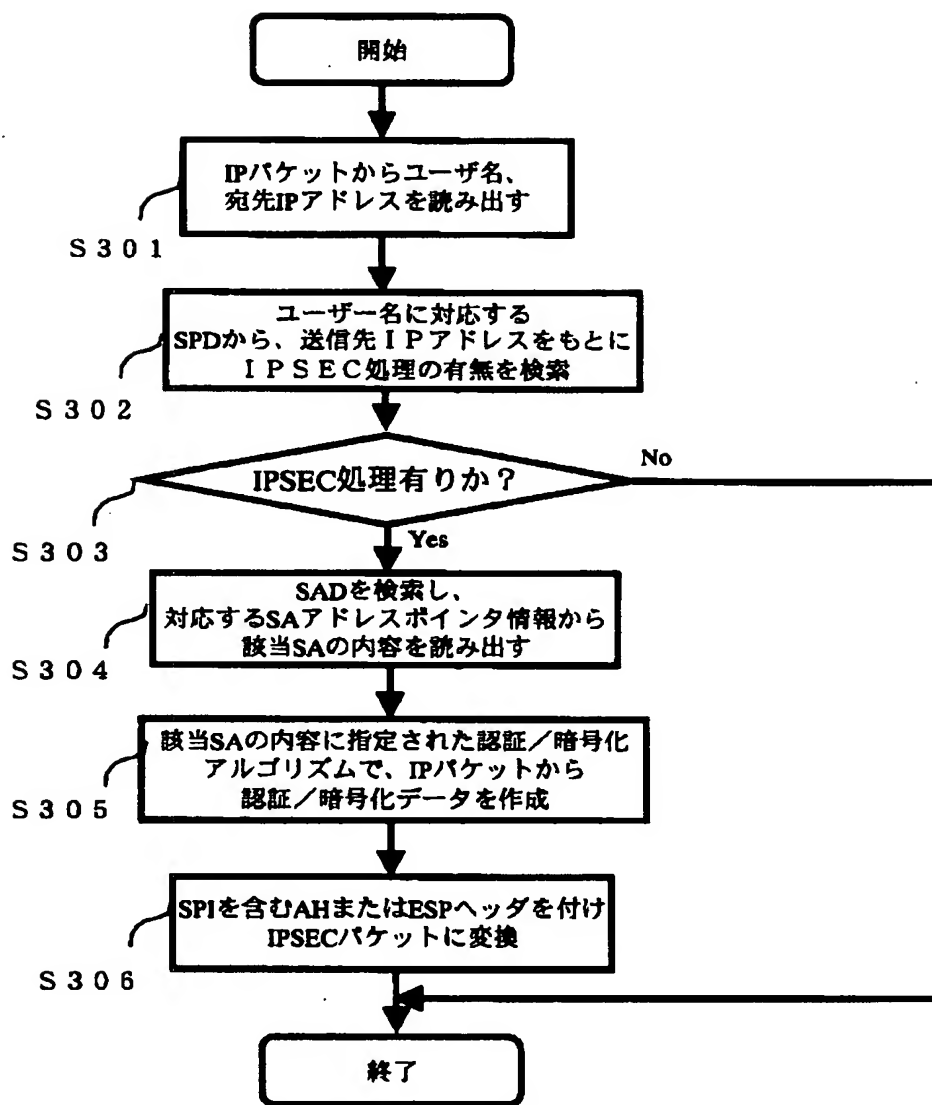 開始
IPパケットからユーザ名、
宛先IPアドレスを読み出す
S301
ユーザー名に対応する
SPDから、送信先IPアドレスをもとに
IPSEC処理の有無を検索
S302
IPSEC処理有りか?
No
S303
Yes
SADを検索し、
対応するSAアドレスポインタ情報から
該当SAの内容を読み出す
S304
該当SAの内容に指定された認証/暗号化
アルゴリズムで、IPパケットから
認証/暗号化データを作成
S305
SPIを含むAHまたはESPヘッダを付け
IPSECパケットに変換
S306
終了